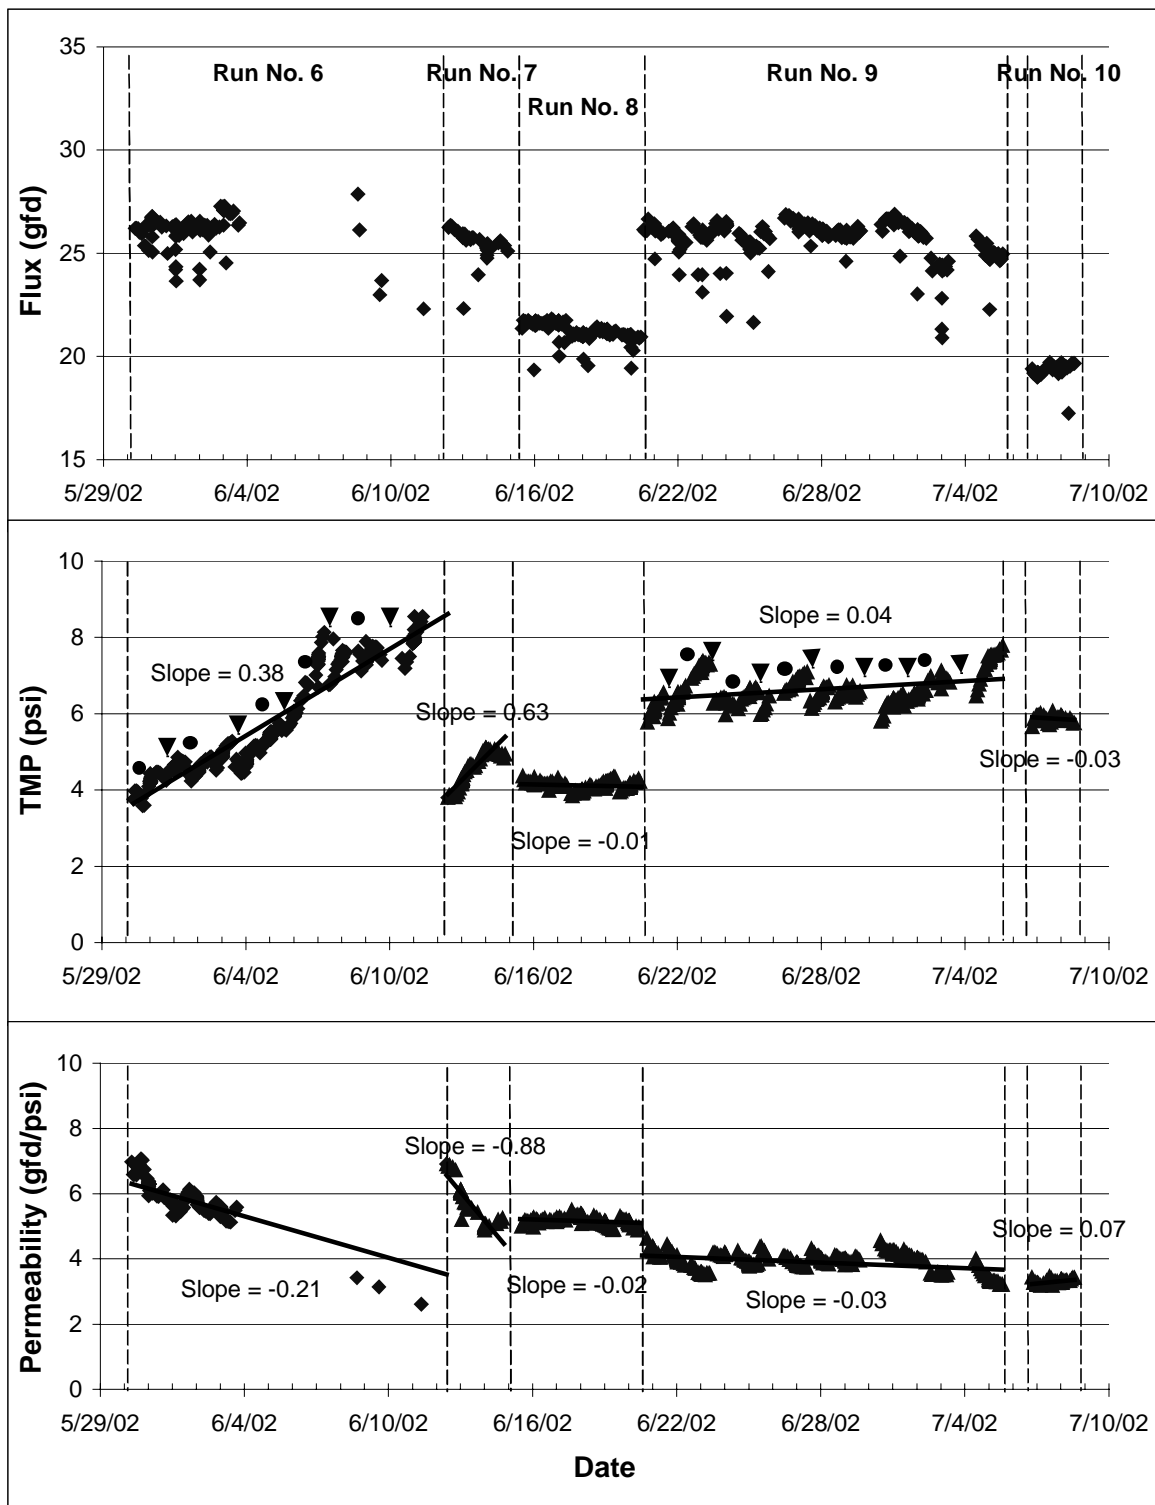 35
Run No. 6
Run No. 7
Run No. 9
Run No. 10
Run No. 8
30
25
20
15
Flux (gfd)
5/29/02
6/4/02
6/10/02
6/16/02
6/22/02
6/28/02
7/4/02
7/10/02
10
8
6
4
2
0
TMP (psi)
Slope = 0.38
Slope = 0.63
Slope = -0.01
Slope = 0.04
Slope = -0.03
5/29/02
6/4/02
6/10/02
6/16/02
6/22/02
6/28/02
7/4/02
7/10/02
10
8
6
4
2
0
Permeability (gfd/psi)
Slope = -0.21
Slope = -0.88
Slope = -0.02
Slope = -0.03
Slope = 0.07
5/29/02
6/4/02
6/10/02
6/16/02
6/22/02
6/28/02
7/4/02
7/10/02
Date